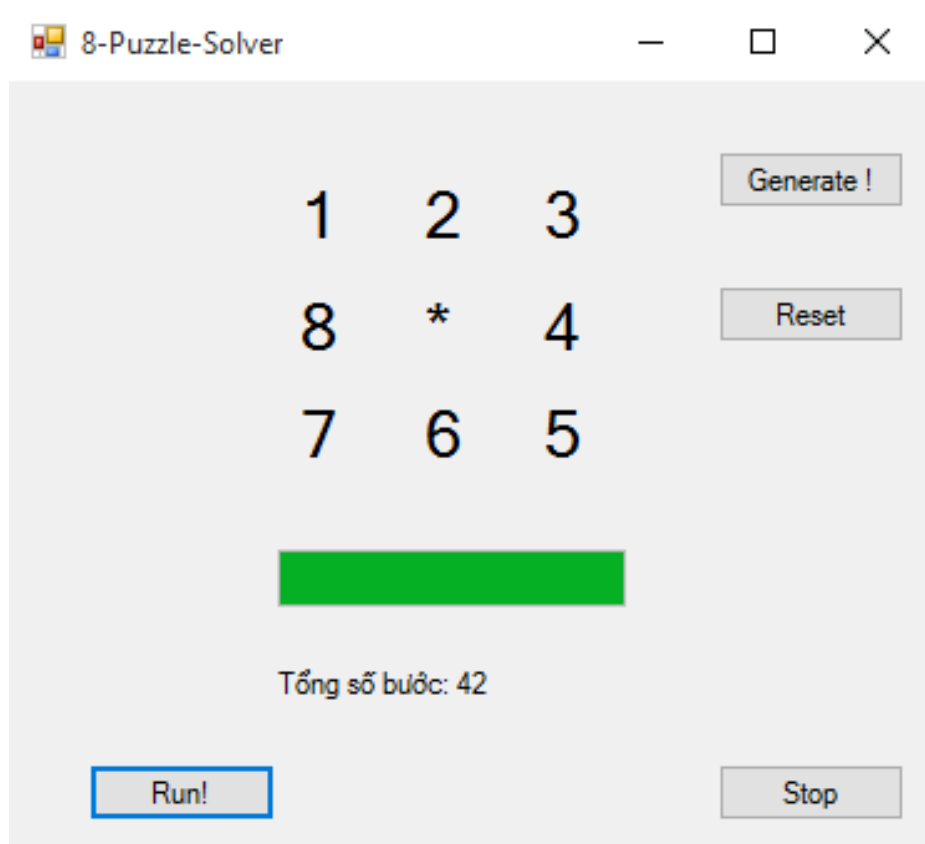 8-Puzzle-Solver
Generate !
1 2 3
8 * 4
Reset
7 6 5
Tổng số bước: 42
Run!
Stop